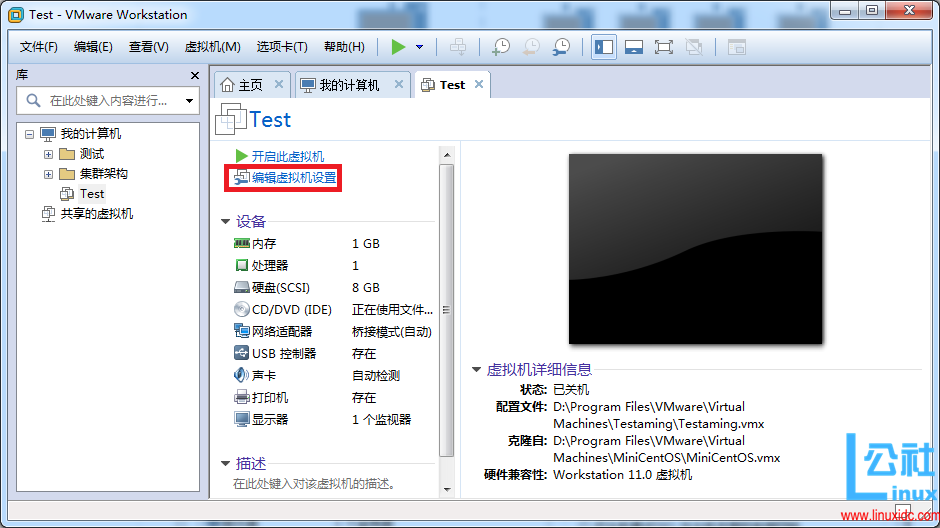 Test - VMware Workstation
文件(F) 编辑(E) 查看(V) 虚拟机(M) 选项卡(T) 帮助(H)
库
在此处键入内容进行...
我的计算机
测试
集群架构
Test
共享的虚拟机
主页 我的计算机 Test
Test
开启此虚拟机
编辑虚拟机设置
设备
内存 1 GB
处理器 1
硬盘(SCSI) 8 GB
CD/DVD (IDE) 正在使用文件...
网络适配器 桥接模式(自动)
USB 控制器 存在
声卡 自动检测
打印机 存在
显示器 1 个监视器
描述
在此处键入对该虚拟机的描述。
虚拟机详细信息
状态: 已关机
配置文件: D:\Program Files\VMware\Virtual
Machines\Testaming\Testaming.vmx
克隆自: D:\Program Files\VMware\Virtual
Machines\MiniCentOS\MiniCentOS.vmx
硬件兼容性: Workstation 11.0 虚拟机
公社
Linux
www.linuxidc.com